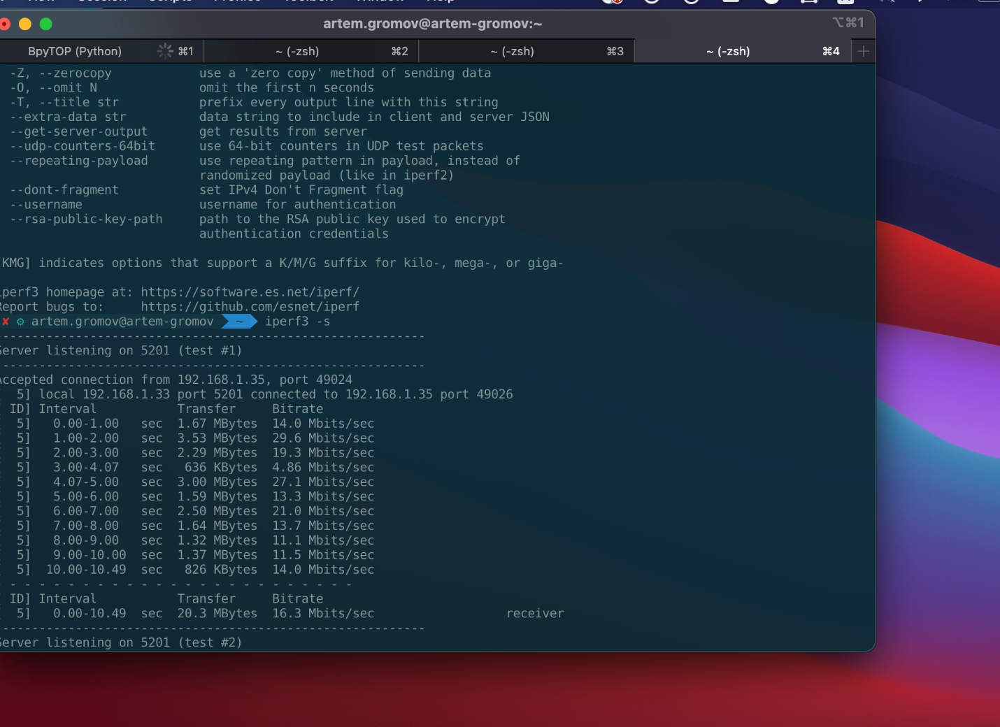 Session
Window
artem.gromov@artem-gromov:~
⌥⌘1
BpyTOP (Python) ⌘1
~ (-zsh) ⌘2
~ (-zsh) ⌘3
~ (-zsh) ⌘4
-Z, --zerocopy use a 'zero copy' method of sending data
-O, --omit N omit the first n seconds
-T, --title str prefix every output line with this string
--extra-data str data string to include in client and server JSON
--get-server-output get results from server
--udp-counters-64bit use 64-bit counters in UDP test packets
--repeating-payload use repeating pattern in payload, instead of
randomized payload (like in iperf2)
--dont-fragment set IPv4 Don't Fragment flag
--username username for authentication
--rsa-public-key-path path to the RSA public key used to encrypt
authentication credentials
[KMG] indicates options that support a K/M/G suffix for kilo-, mega-, or giga-
iperf3 homepage at: https://software.es.net/iperf/
Report bugs to: https://github.com/esnet/iperf
✘ ⚙ artem.gromov@artem-gromov ~ iperf3 -s
-----------------------------------------------------------
Server listening on 5201 (test #1)
-----------------------------------------------------------
Accepted connection from 192.168.1.35, port 49024
5] local 192.168.1.33 port 5201 connected to 192.168.1.35 port 49026
ID] Interval Transfer Bitrate
5] 0.00-1.00 sec 1.67 MBytes 14.0 Mbits/sec
5] 1.00-2.00 sec 3.53 MBytes 29.6 Mbits/sec
5] 2.00-3.00 sec 2.29 MBytes 19.3 Mbits/sec
5] 3.00-4.07 sec 636 KBytes 4.86 Mbits/sec
5] 4.07-5.00 sec 3.00 MBytes 27.1 Mbits/sec
5] 5.00-6.00 sec 1.59 MBytes 13.3 Mbits/sec
5] 6.00-7.00 sec 2.50 MBytes 21.0 Mbits/sec
5] 7.00-8.00 sec 1.64 MBytes 13.7 Mbits/sec
5] 8.00-9.00 sec 1.32 MBytes 11.1 Mbits/sec
5] 9.00-10.00 sec 1.37 MBytes 11.5 Mbits/sec
5] 10.00-10.49 sec 826 KBytes 14.0 Mbits/sec
- - - - - - - - - - - - - - - - - - - - - - - - -
ID] Interval Transfer Bitrate
5] 0.00-10.49 sec 20.3 MBytes 16.3 Mbits/sec receiver
-----------------------------------------------------------
Server listening on 5201 (test #2)